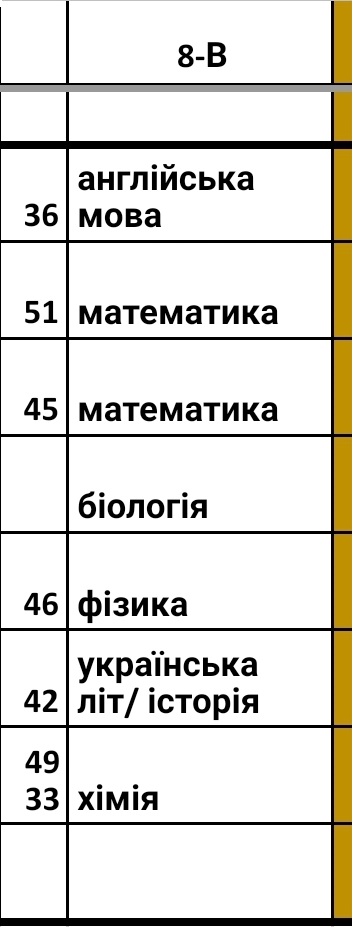 8-В
англійська
36 мова
51 математика
45 математика
біологія
46 фізика
українська
42 літ/ історія
49
33 хімія